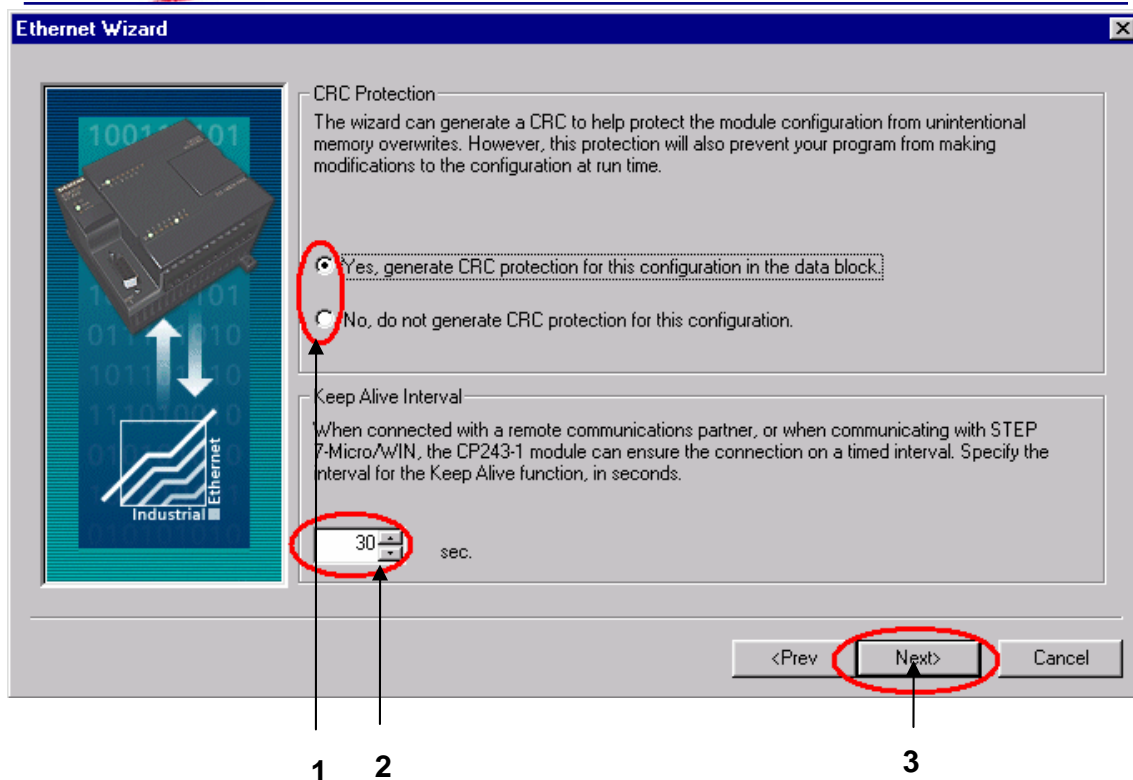 Ethernet Wizard
CRC Protection
The wizard can generate a CRC to help protect the module configuration from unintentional
memory overwrites. However, this protection will also prevent your program from making
modifications to the configuration at run time.
Yes, generate CRC protection for this configuration in the data block.
No, do not generate CRC protection for this configuration.
Keep Alive Interval
When connected with a remote communications partner, or when communicating with STEP
7-Micro/WIN, the CP243-1 module can ensure the connection on a timed interval. Specify the
interval for the Keep Alive function, in seconds.
30 sec.
Industrial
Ethernet
<Prev Next> Cancel
1 2 3